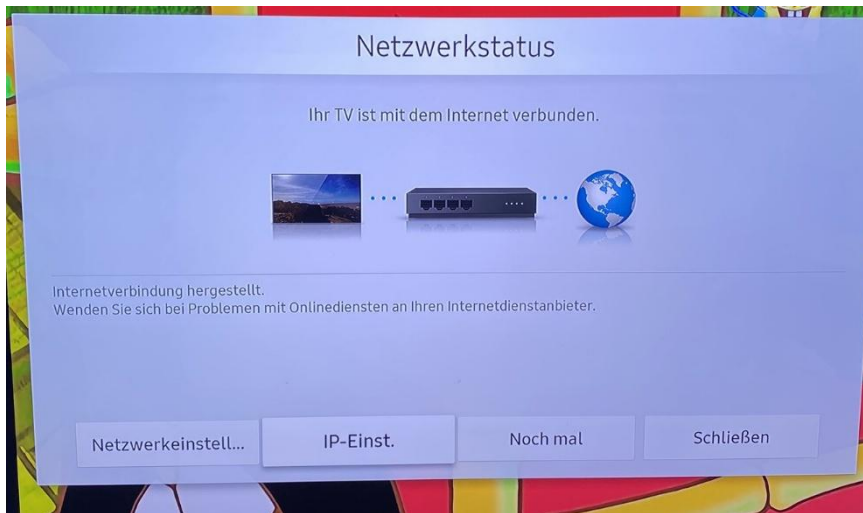 Netzwerkstatus
Ihr TV ist mit dem Internet verbunden.
Internetverbindung hergestellt.
Wenden Sie sich bei Problemen mit Onlinediensten an Ihren Internetdienstanbieter.
Netzwerkeinstell...
IP-Einst.
Noch mal
Schließen